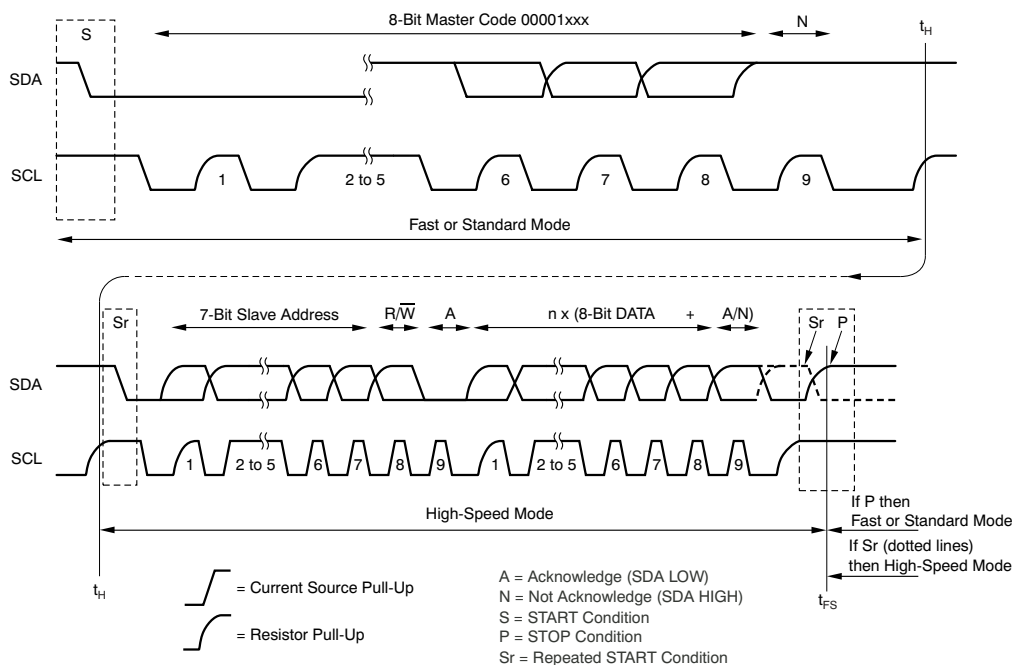 8-Bit Master Code 00001xxx
N
S
tH
SDA
SCL
1
2 to 5
6
7
8
9
Fast or Standard Mode
Sr
7-Bit Slave Address
R/W
A
n x (8-Bit DATA + A/N)
Sr P
SDA
SCL
1
2 to 5
6
7
8
9
1
2 to 5
6
7
8
9
High-Speed Mode
If P then
Fast or Standard Mode
If Sr (dotted lines)
then High-Speed Mode
tH
tFS
= Current Source Pull-Up
= Resistor Pull-Up
A = Acknowledge (SDA LOW)
N = Not Acknowledge (SDA HIGH)
S = START Condition
P = STOP Condition
Sr = Repeated START Condition